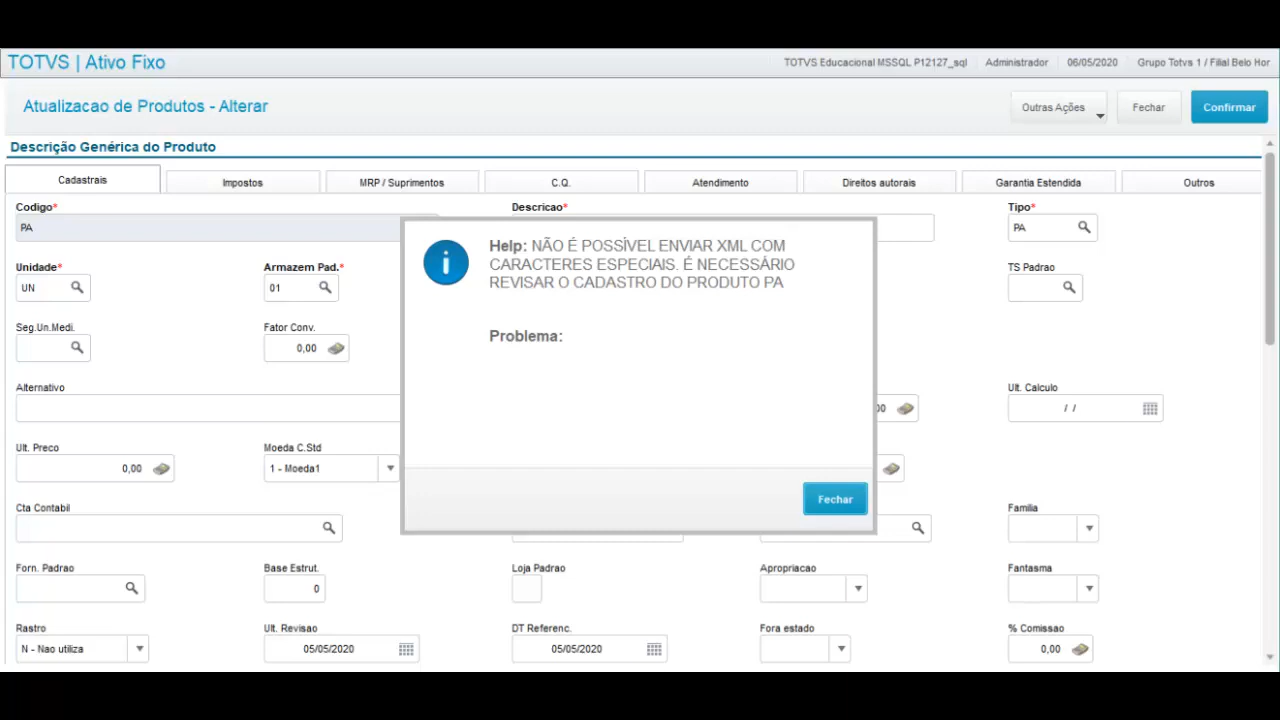 TOTVS | Ativo Fixo
TOTVS Educacional MSSQL P12127_sql
Administrador
06/05/2020
Grupo Totvs 1 / Filial Belo Hor
Atualizacao de Produtos - Alterar
Outras Ações
Fechar
Confirmar
Descrição Genérica do Produto
Cadastrais
Impostos
MRP / Suprimentos
C.Q.
Atendimento
Direitos autorais
Garantia Estendida
Outros
Codigo*
Descricao*
Tipo*
PA
PA
Help: NÃO É POSSÍVEL ENVIAR XML COM
CARACTERES ESPECIAIS. É NECESSÁRIO
REVISAR O CADASTRO DO PRODUTO PA
Problema:
Fechar
Unidade*
Armazem Pad.*
TS Padrao
UN
01
Seg.Un.Medi.
Fator Conv.
0,00
Alternativo
Ult. Calculo
00
/ /
Ult. Preco
Moeda C.Std
0,00
1 - Moeda1
Cta Contabil
Familia
Forn. Padrao
Base Estrut.
Loja Padrao
Apropriacao
Fantasma
0
Rastro
Ult. Revisao
DT Referenc.
Fora estado
% Comissao
N - Nao utiliza
05/05/2020
05/05/2020
0,00